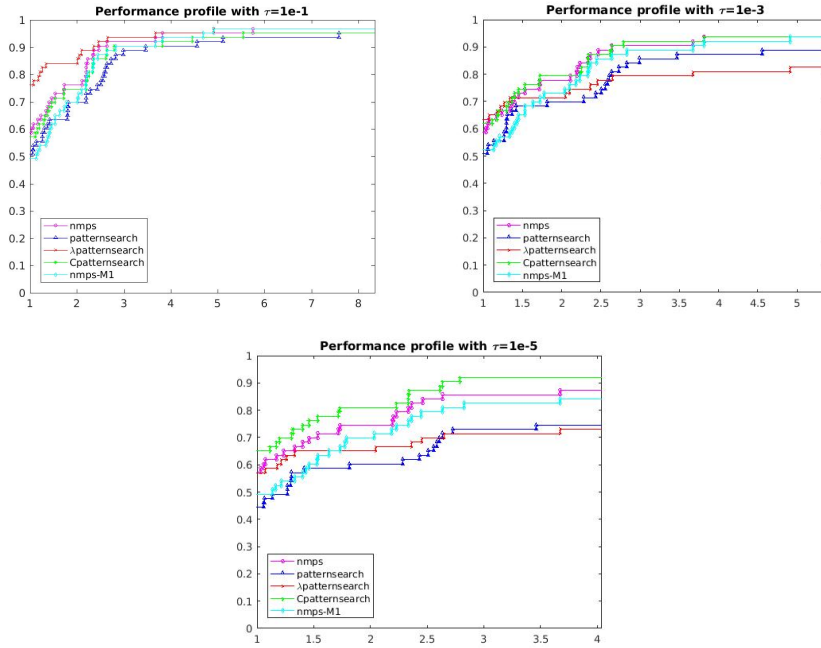 Performance profile with τ=1e-1
1
0.9
0.8
0.7
0.6
0.5
0.4
0.3
0.2
0.1
0
nmps
patternsearch
λpatternsearch
Cpatternsearch
nmps-M1
1 2 3 4 5 6 7 8
Performance profile with τ=1e-3
1
0.9
0.8
0.7
0.6
0.5
0.4
0.3
0.2
0.1
0
nmps
patternsearch
λpatternsearch
Cpatternsearch
nmps-M1
1 1.5 2 2.5 3 3.5 4 4.5 5
Performance profile with τ=1e-5
1
0.9
0.8
0.7
0.6
0.5
0.4
0.3
0.2
0.1
0
nmps
patternsearch
λpatternsearch
Cpatternsearch
nmps-M1
1 1.5 2 2.5 3 3.5 4